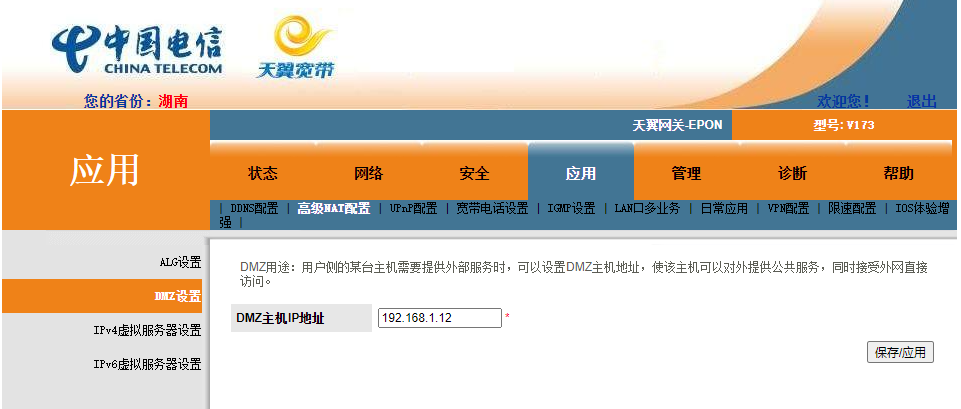 中国电信
CHINA TELECOM
天翼宽带
您的省份：湖南
欢迎您！ 退出
天翼网关-EPON 型号: V173
应用
状态 网络 安全 应用 管理 诊断 帮助
| DDNS配置 | 高级NAT配置 | UPnP配置 | 宽带电话设置 | IGMP设置 | LAN口多业务 | 日常应用 | VPN配置 | 限速配置 | IOS体验增
强 |
ALG设置
DMZ设置
IPv4虚拟服务器设置
IPv6虚拟服务器设置
DMZ用途：用户侧的某台主机需要提供外部服务时，可以设置DMZ主机地址，使该主机可以对外提供公共服务，同时接受外网直接
访问。
DMZ主机IP地址 192.168.1.12 *
保存/应用